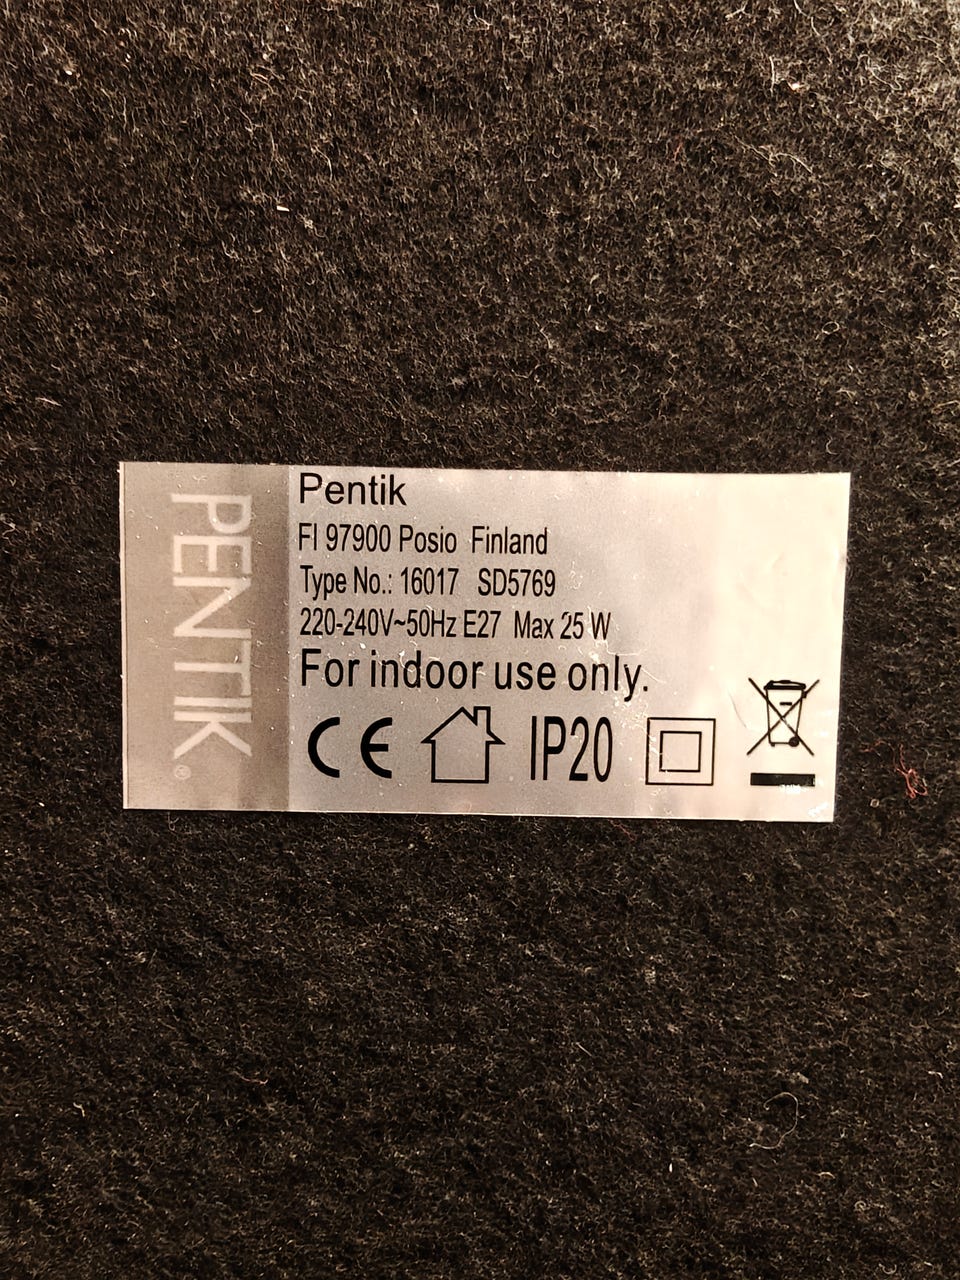 PENTIK®
Pentik
FI 97900 Posio Finland
Type No.: 16017 SD5769
220-240V~50Hz E27 Max 25 W
For indoor use only.
CE IP20